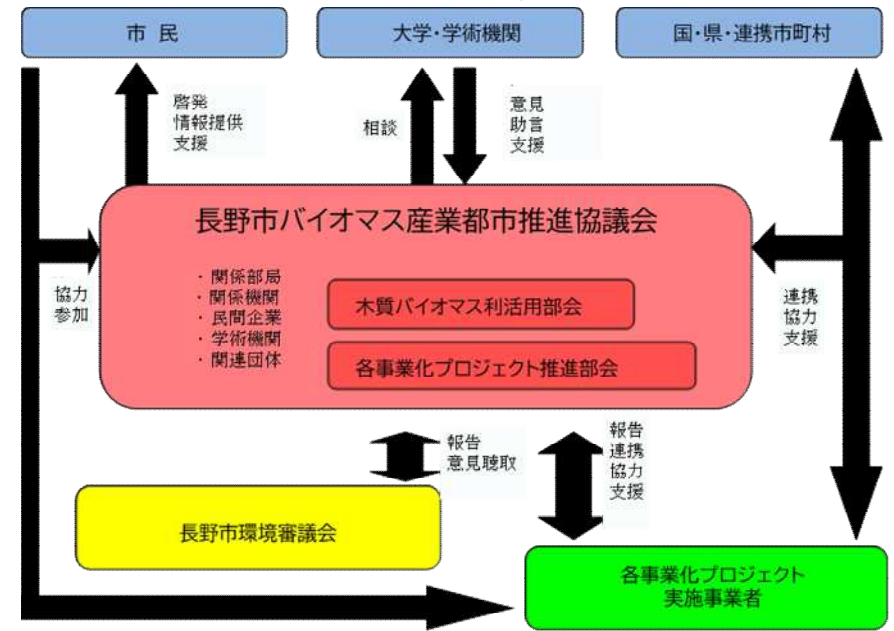 市 民
大学・学術機関
国・県・連携市町村
啓発
情報提供
支援
相談
意見
助言
支援
長野市バイオマス産業都市推進協議会
・関係部局
・関係機関
・民間企業
・学術機関
・関連団体
木質バイオマス利活用部会
各事業化プロジェクト推進部会
協力
参加
連携
協力
支援
報告
意見聴取
報告
連携
協力
支援
長野市環境審議会
各事業化プロジェクト
実施事業者